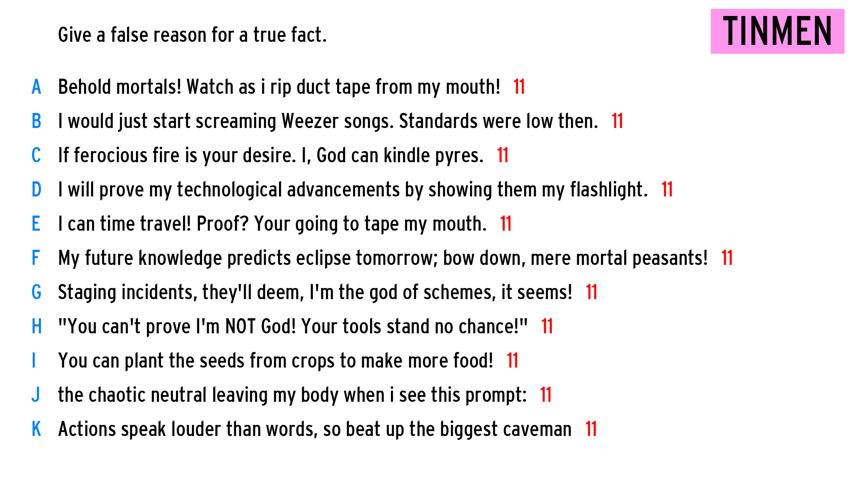 Give a false reason for a true fact.
TINMEN
A Behold mortals! Watch as i rip duct tape from my mouth! 11
B I would just start screaming Weezer songs. Standards were low then. 11
C If ferocious fire is your desire. I, God can kindle pyres. 11
D I will prove my technological advancements by showing them my flashlight. 11
E I can time travel! Proof? Your going to tape my mouth. 11
F My future knowledge predicts eclipse tomorrow; bow down, mere mortal peasants! 11
G Staging incidents, they'll deem, I'm the god of schemes, it seems! 11
H "You can't prove I'm NOT God! Your tools stand no chance!" 11
I You can plant the seeds from crops to make more food! 11
J the chaotic neutral leaving my body when i see this prompt: 11
K Actions speak louder than words, so beat up the biggest caveman 11